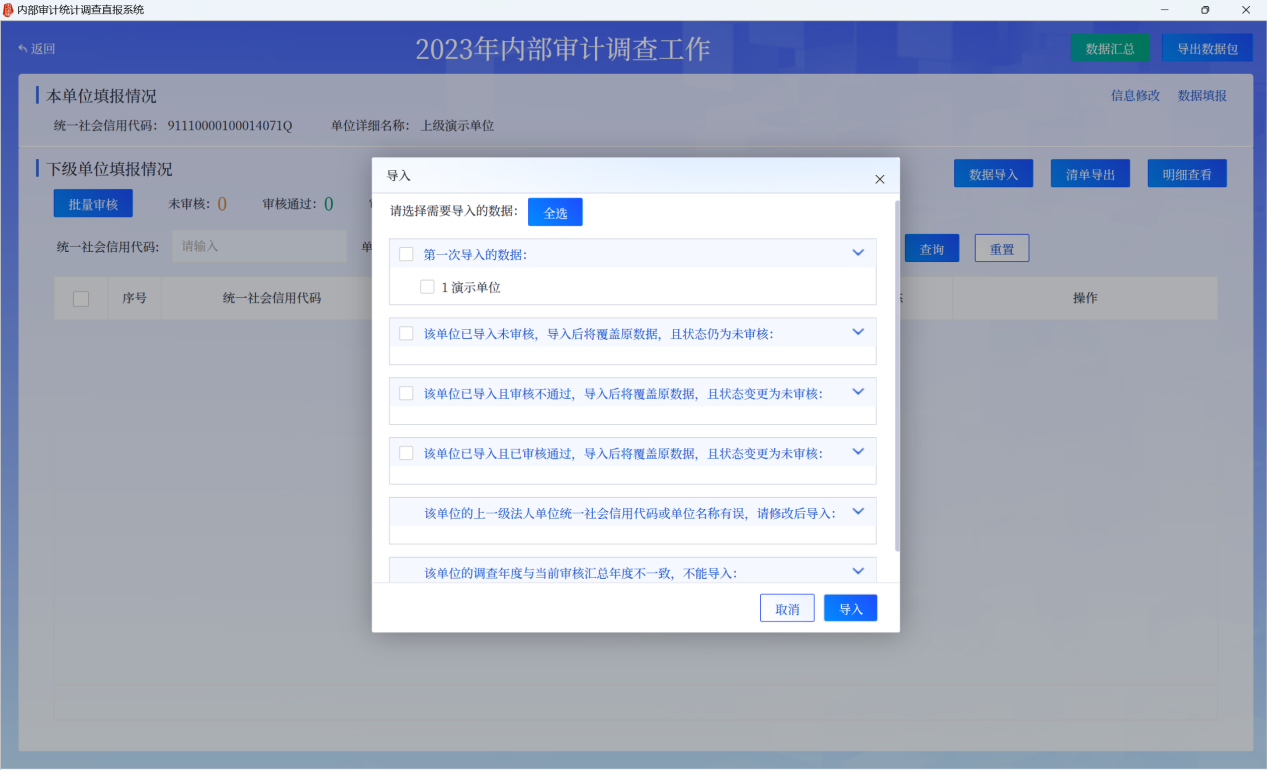 内部审计统计调查直报系统
返回
2023年内部审计调查工作
数据汇总
导出数据包
本单位填报情况
信息修改 数据填报
统一社会信用代码： 91110000100014071Q 单位详细名称： 上级演示单位
下级单位填报情况
数据导入 清单导出 明细查看
批量审核 未审核：0 审核通过：0
统一社会信用代码： 请输入 单
查询 重置
序号 统一社会信用代码 操作
导入
请选择需要导入的数据： 全选
第一次导入的数据：
1 演示单位
该单位已导入未审核，导入后将覆盖原数据，且状态仍为未审核：
该单位已导入且审核不通过，导入后将覆盖原数据，且状态变更为未审核：
该单位已导入且已审核通过，导入后将覆盖原数据，且状态变更为未审核：
该单位的上一级法人单位统一社会信用代码或单位名称有误，请修改后导入：
该单位的调查年度与当前审核汇总年度不一致，不能导入：
取消 导入